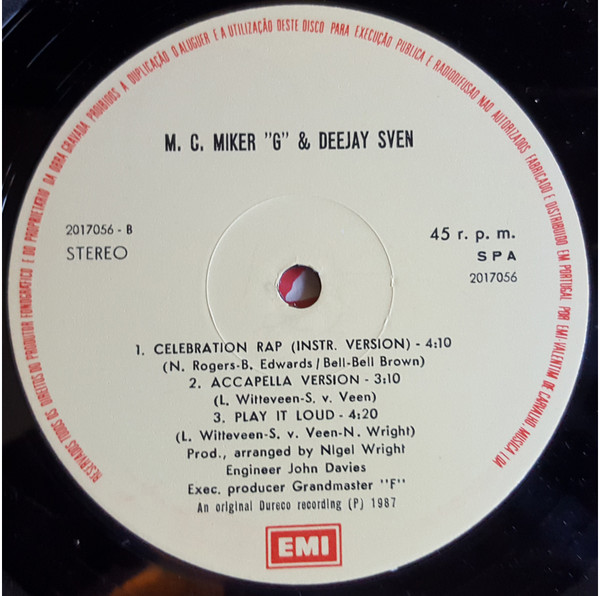 RESERVADOS TODOS OS DIREITOS DO PRODUTOR FONOGRÁFICO E DO PROPRIETÁRIO DA OBRA GRAVADA PROIBIDOS A DUPLICAÇÃO O ALUGUER E A UTILIZAÇÃO DESTE DISCO PARA EXECUÇÃO PUBLICA E RADIODIFUSÃO NÃO AUTORIZADOS FABRICADO E DISTRIBUIDO EM PORTUGAL POR EMI-VALENTIM DE CARVALHO, MUSICA LDA
M. C. MIKER "G" & DEEJAY SVEN
2017056 - B
STEREO
45 r. p. m.
SPA
2017056
1. CELEBRATION RAP (INSTR. VERSION) - 4:10
(N. Rogers-B. Edwards/Bell-Bell Brown)
2. ACCAPELLA VERSION - 3:10
(L. Witteveen-S. v. Veen)
3. PLAY IT LOUD - 4:20
(L. Witteveen-S. v. Veen-N. Wright)
Prod., arranged by Nigel Wright
Engineer John Davies
Exec. producer Grandmaster "F"
An original Dureco recording (P) 1987
EMI